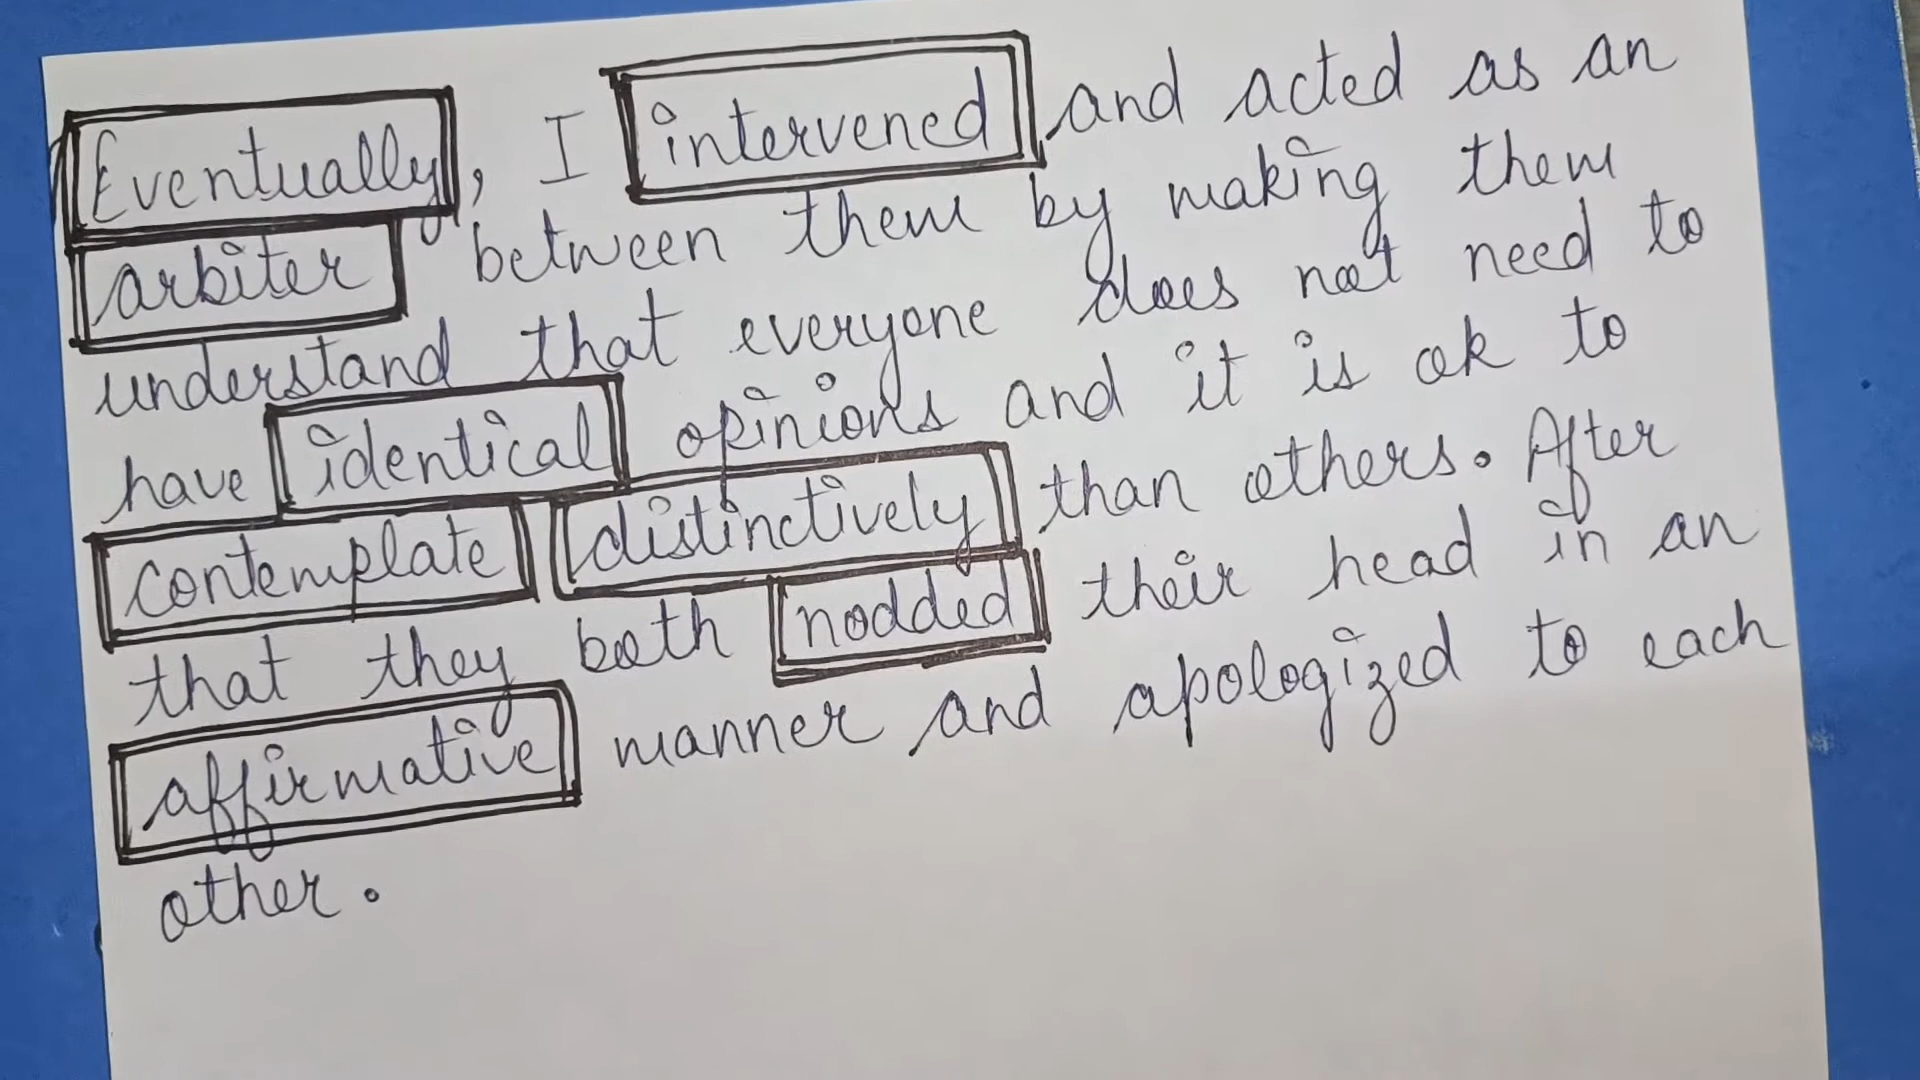 Eventually, I intervened and acted as an
arbiter between them by making them
understand that everyone does not need to
have identical opinions and it is ok to
contemplate distinctively than others. After
that they both nodded their head in an
affirmative manner and apologized to each
other.